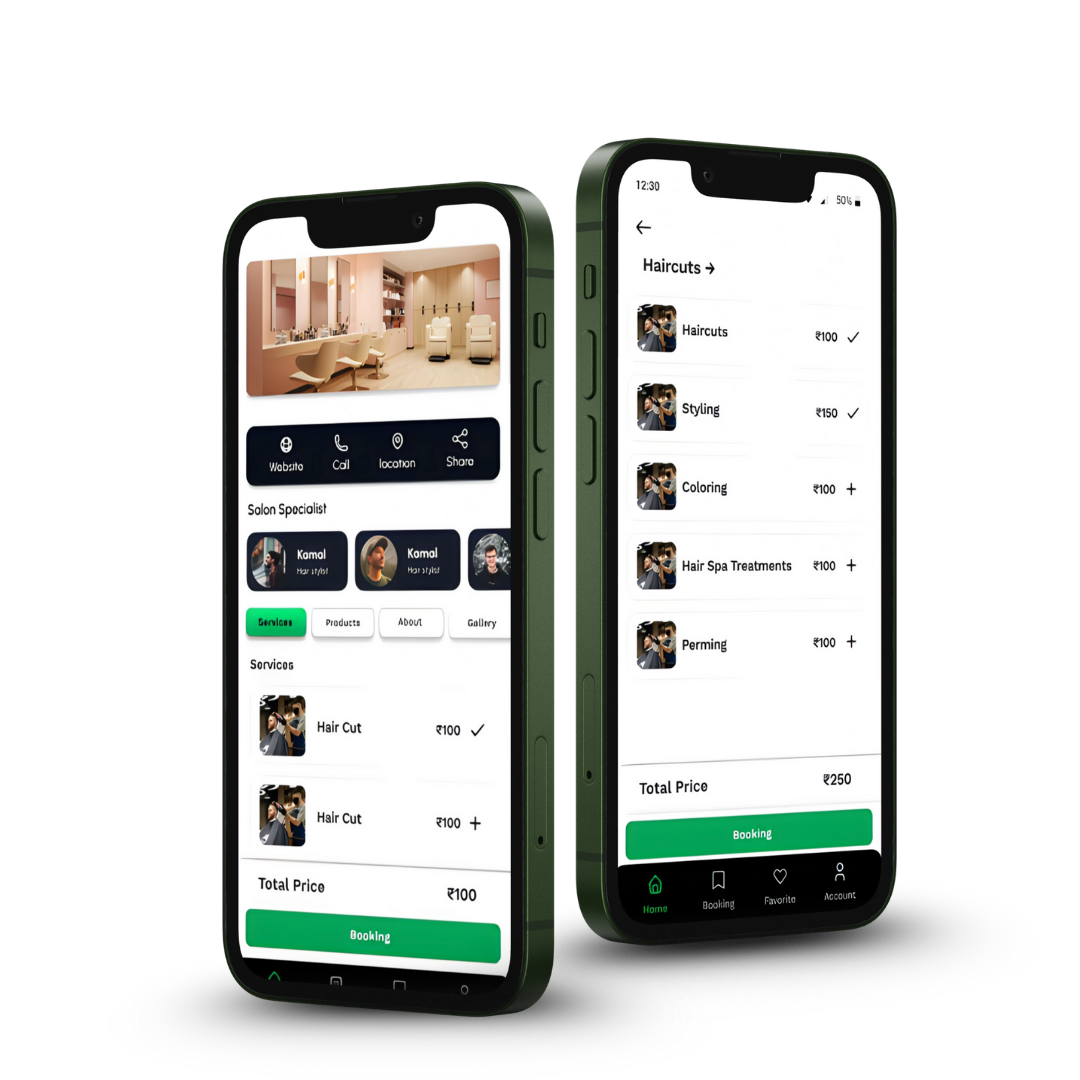 Website Call location Share
Salon Specialist
Kamal
Hair stylist
Kamal
Hair stylist
Services Products About Gallery
Services
Hair Cut ₹100
Hair Cut ₹100 +
Total Price ₹100
Booking
12:30 50%
Haircuts →
Haircuts ₹100
Styling ₹150
Coloring ₹100 +
Hair Spa Treatments ₹100 +
Perming ₹100 +
Total Price ₹250
Booking
Home Booking Favorite Account